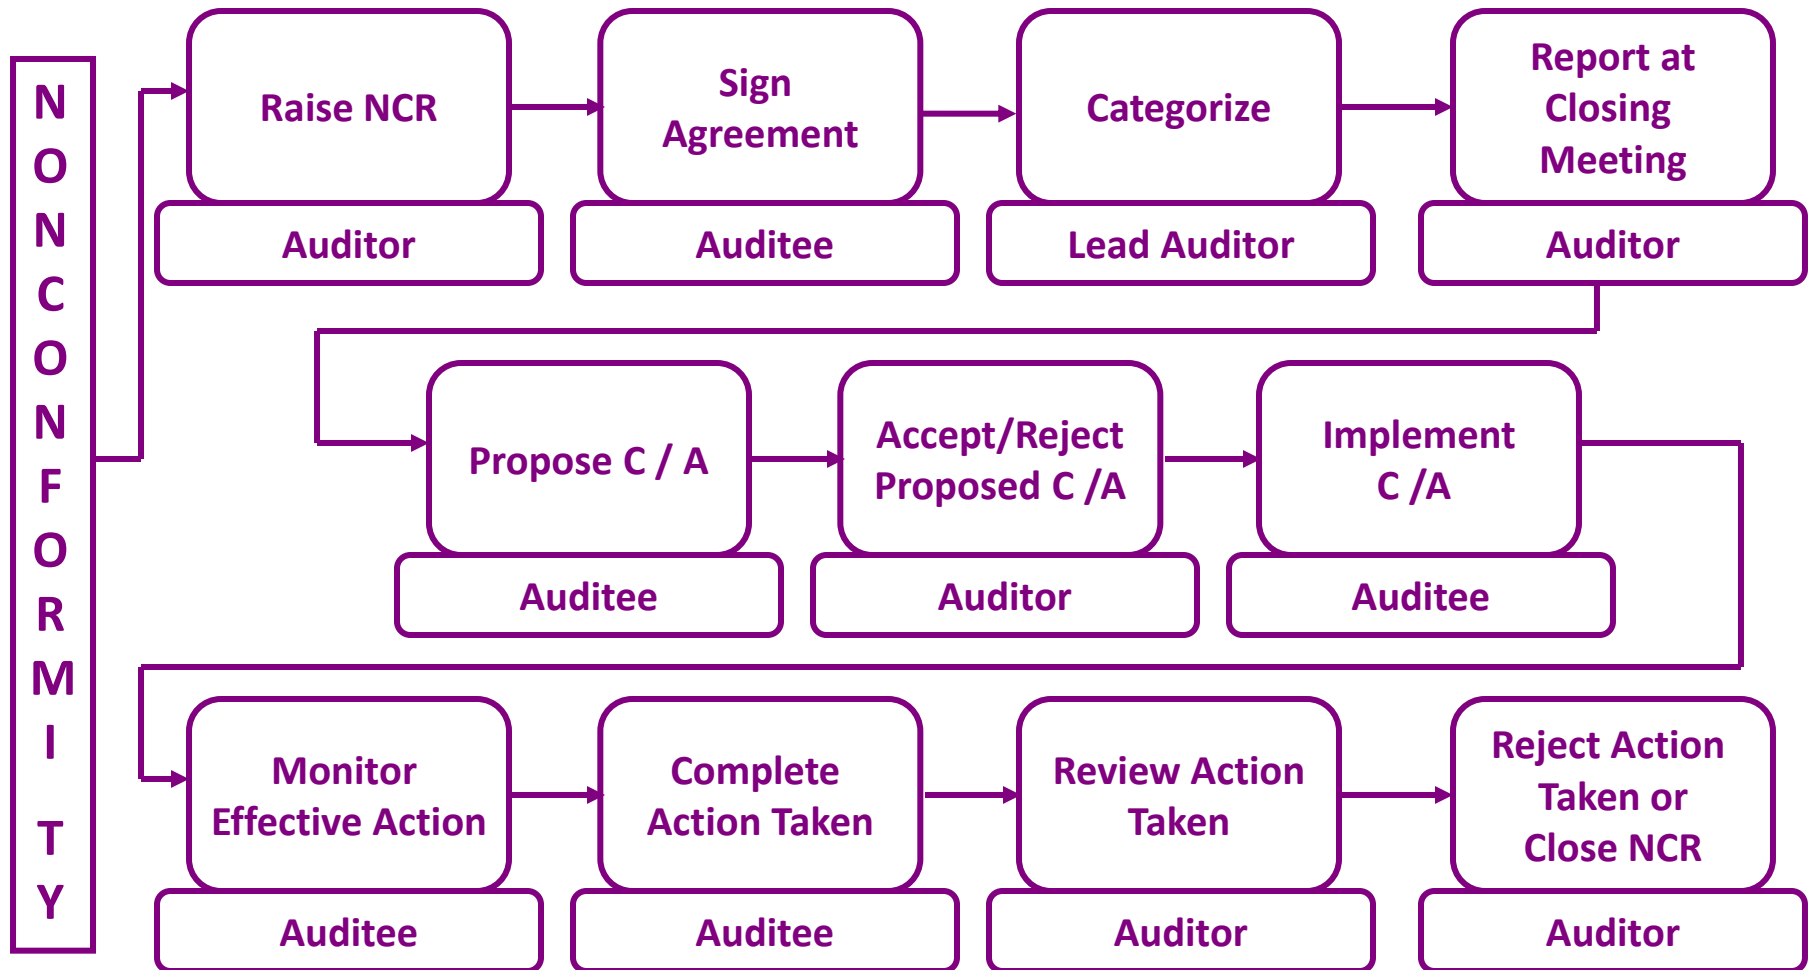 N
O
N
C
O
N
F
O
R
M
I
T
Y
Raise NCR
Auditor
Sign
Agreement
Auditee
Categorize
Lead Auditor
Report at
Closing
Meeting
Auditor
Propose C / A
Auditee
Accept/Reject
Proposed C /A
Auditor
Implement
C /A
Auditee
Monitor
Effective Action
Auditee
Complete
Action Taken
Auditee
Review Action
Taken
Auditor
Reject Action
Taken or
Close NCR
Auditor